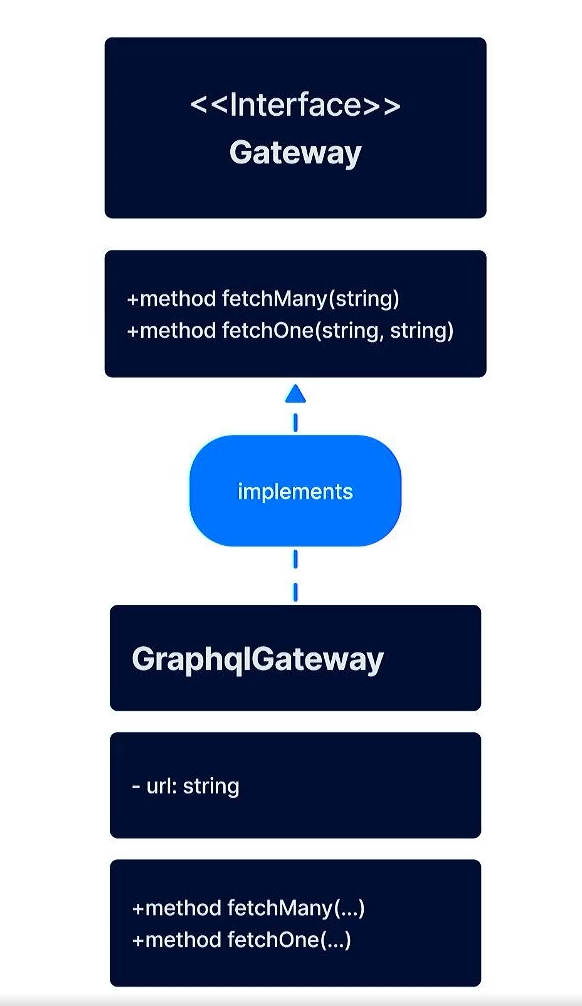 <<Interface>>
Gateway
+method fetchMany(string)
+method fetchOne(string, string)
implements
GraphqlGateway
- url: string
+method fetchMany(...)
+method fetchOne(...)